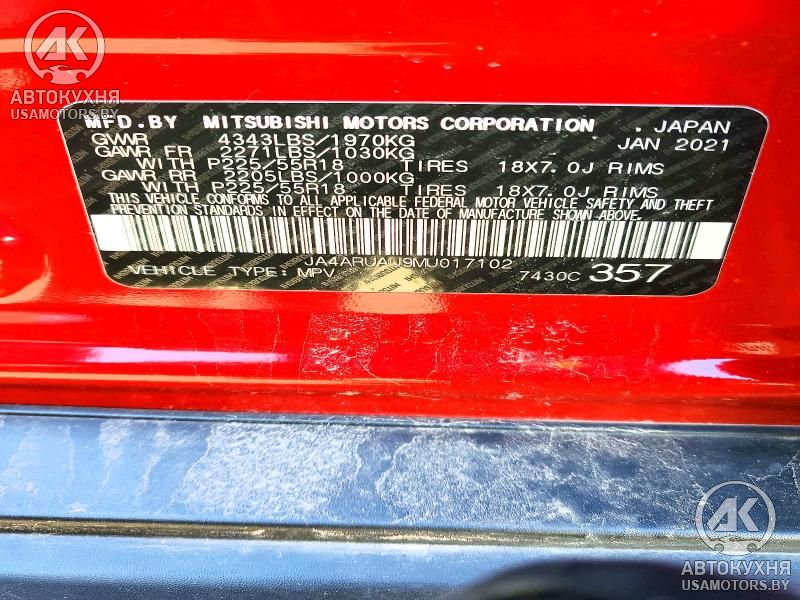 АК
АВТОКУХНЯ
USAMOTORS.BY
MFD.BY MITSUBISHI MOTORS CORPORATION . JAPAN
GVWR 4343LBS/1970KG JAN 2021
GAWR FR 2271LBS/1030KG
WITH P225/55R18 TIRES 18X7.0J RIMS
GAWR RR 2205LBS/1000KG
WITH P225/55R18 TIRES 18X7.0J RIMS
THIS VEHICLE CONFORMS TO ALL APPLICABLE FEDERAL MOTOR VEHICLE SAFETY AND THEFT
PREVENTION STANDARDS IN EFFECT ON THE DATE OF MANUFACTURE SHOWN ABOVE.
JA4ARUAU9MU017102
VEHICLE TYPE: MPV 7430C 357
АК
АВТОКУХНЯ
USAMOTORS.BY